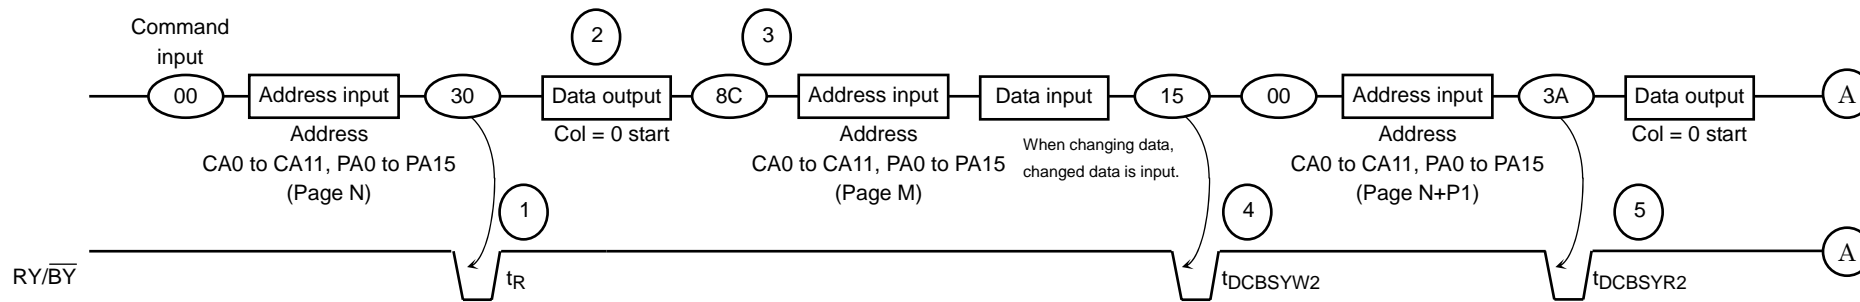 Command
input
2
3
00
Address input
30
Data output
8C
Address input
Data input
15
00
Address input
3A
Data output
A
Address
CA0 to CA11, PA0 to PA15
(Page N)
Col = 0 start
Address
CA0 to CA11, PA0 to PA15
(Page M)
When changing data,
changed data is input.
Address
CA0 to CA11, PA0 to PA15
(Page N+P1)
Col = 0 start
1
4
5
RY/B̅Y̅
tR
tDCBSYW2
tDCBSYR2
A